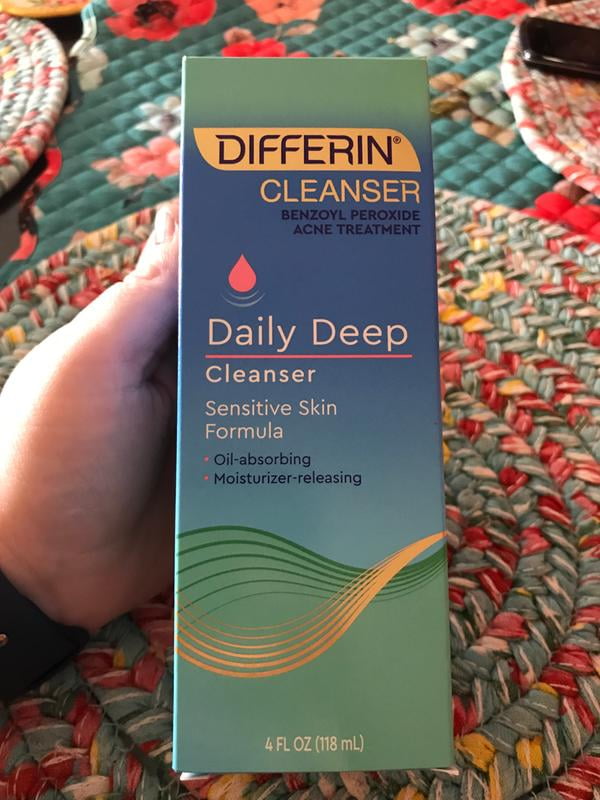 DIFFERIN®
CLEANSER
BENZOYL PEROXIDE
ACNE TREATMENT
Daily Deep
Cleanser
Sensitive Skin
Formula
• Oil-absorbing
• Moisturizer-releasing
4 FL OZ (118 mL)